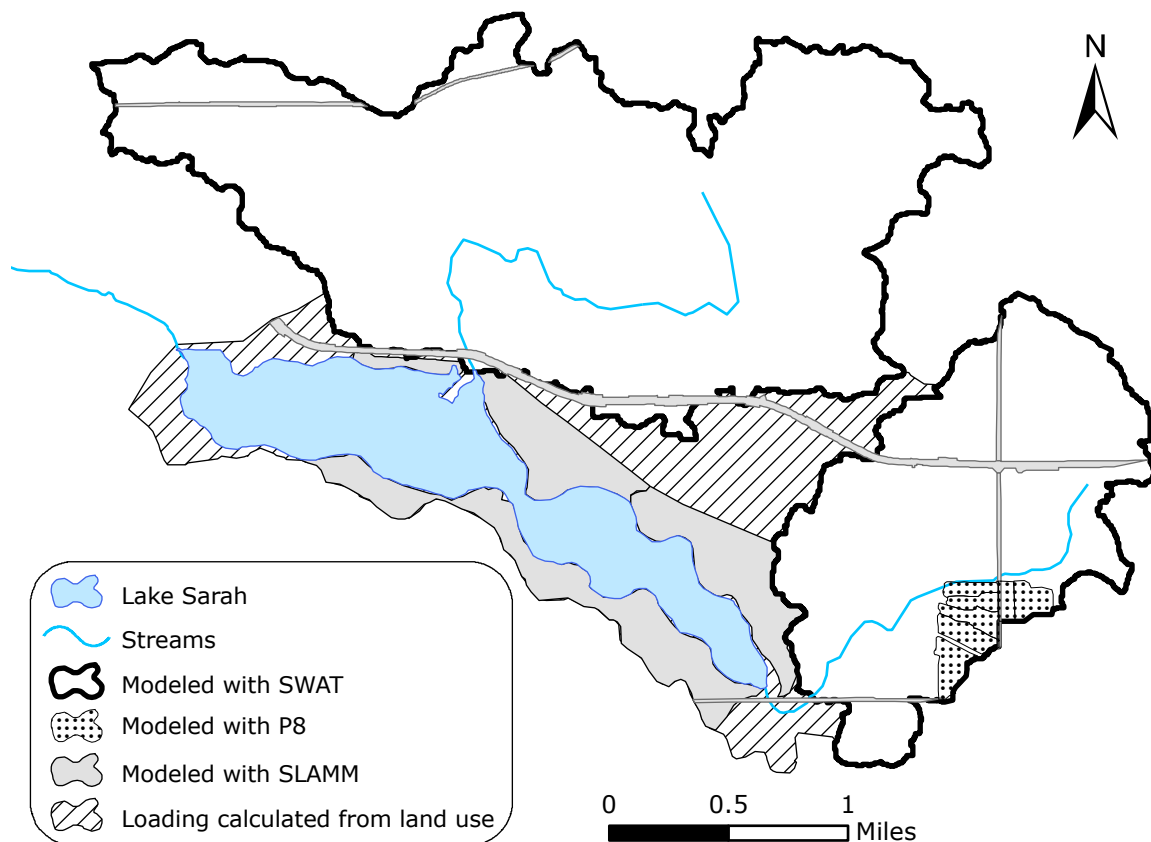 N
Lake Sarah
Streams
Modeled with SWAT
Modeled with P8
Modeled with SLAMM
Loading calculated from land use
0 0.5 1
Miles